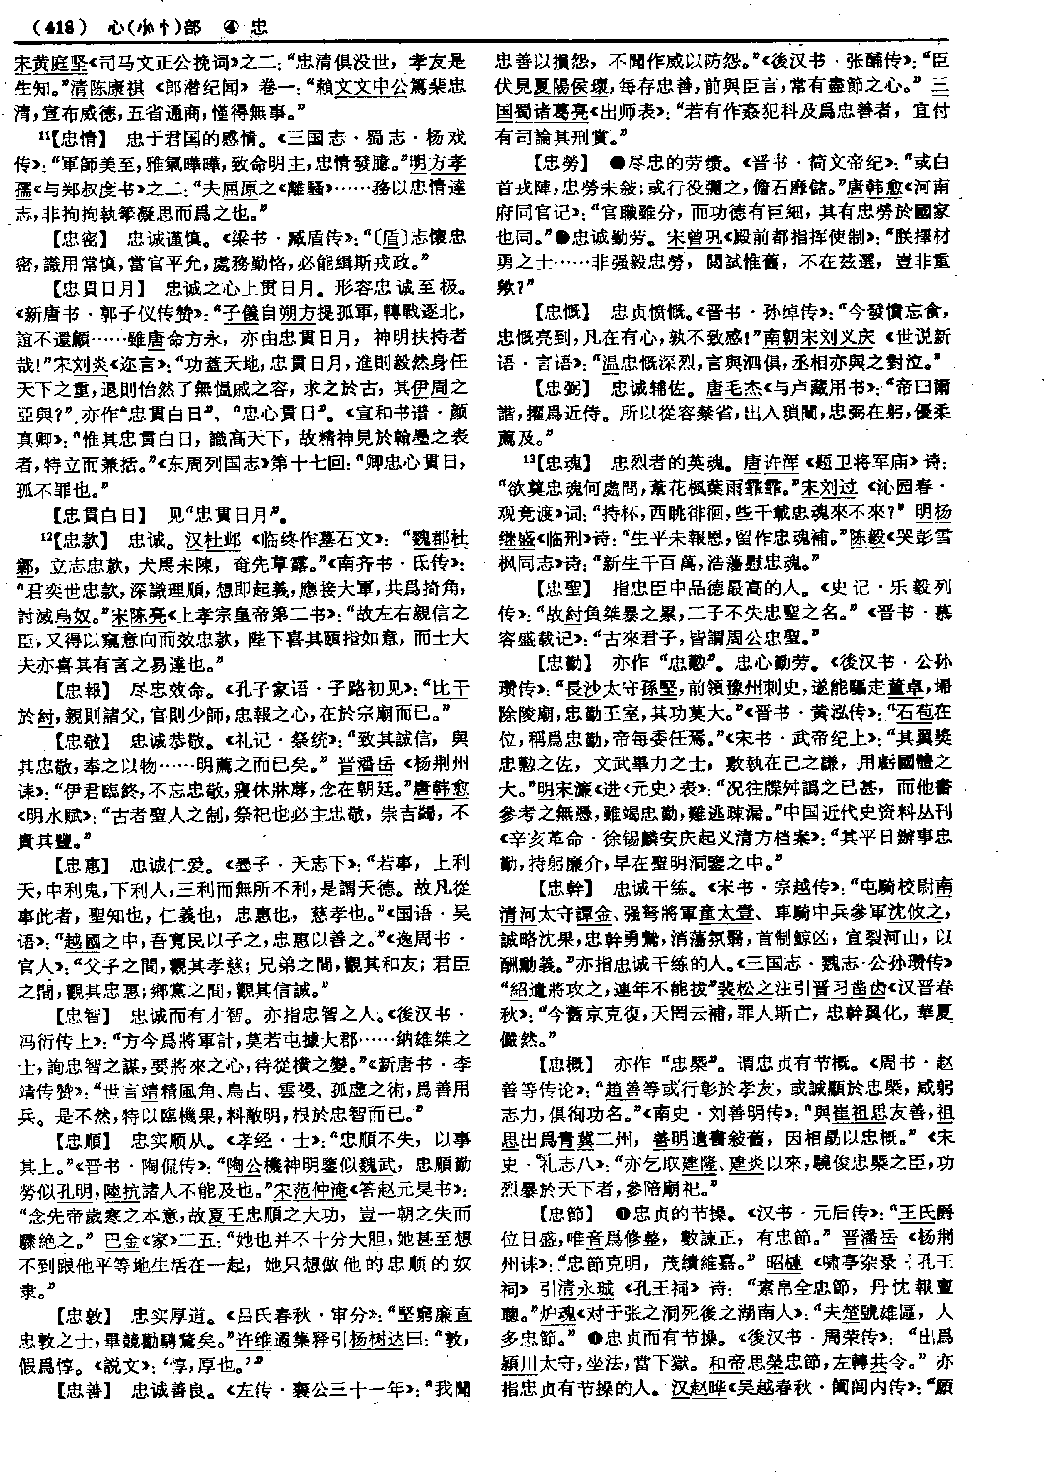 (418) 心(㣺忄)部 ④ 忠
宋黄庭坚《司马文正公挽词》之二：“忠清俱没世，孝友是
生知。”清陈康祺《郎潜纪闻》卷一：“賴文文中公篤棐忠
清，宣布威德，五省通商，僅得無事。”
11【忠情】 忠于君国的感情。《三国志·蜀志·杨戏
传》：“軍師美至，雅氣曄曄，致命明主，忠情發臆。”明方孝
孺《与郑叔度书》之二：“夫屈原之《離騷》……務以忠情達
志，非拘拘執筆凝思而爲之也。”
【忠密】 忠诚谨慎。《梁书·臧盾传》：“〔盾〕志懷忠
密，識用常慎，當官平允，處務勤恪，必能緝斯戎政。”
【忠貫日月】 忠诚之心上贯日月。形容忠诚至极。
《新唐书·郭子仪传赞》：“子儀自朔方提孤軍，轉戰逐北，
誼不還顧……雖唐命方永，亦由忠貫日月，神明扶持者
哉！”宋刘炎《迩言》：“功蓋天地，忠貫日月，進則毅然身任
天下之重，退則怡然了無愠戚之容，求之於古，其伊周之
亞與？”亦作“忠貫白日”、“忠心貫日”。《宣和书谱·颜
真卿》：“惟其忠貫白日，識高天下，故精神見於翰墨之表
者，特立而兼括。”《东周列国志》第十七回：“卿忠心貫日，
孤不罪也。”
【忠貫白日】 见“忠貫日月”。
12【忠款】 忠诚。汉杜邺《临终作墓石文》：“魏郡杜
鄴，立志忠款，犬馬未陳，奄先草露。”《南齐书·氐传》：
“君奕世忠款，深識理順，想即起義，應接大軍，共爲掎角，
討滅烏奴。”宋陈亮《上孝宗皇帝第二书》：“故左右親信之
臣，又得以窺意向而效忠款，陛下喜其頤指如意，而士大
夫亦喜其有言之易達也。”
【忠報】 尽忠效命。《孔子家语·子路初见》：“比干
於紂，親則諸父，官則少師，忠報之心，在於宗廟而已。”
【忠敬】 忠诚恭敬。《礼记·祭统》：“致其誠信，與
其忠敬，奉之以物……明薦之而已矣。”晋潘岳《杨荆州
诔》：“伊君臨終，不忘忠敬，寢伏牀蓐，念在朝廷。”唐韩愈
《明水赋》：“古者聖人之制，祭祀也必主忠敬，崇吉蠲，不
貴其豐。”
【忠惠】 忠诚仁爱。《墨子·天志下》：“若事，上利
天，中利鬼，下利人，三利而無所不利，是謂天德。故凡從
事此者，聖知也，仁義也，忠惠也，慈孝也。”《国语·吴
语》：“越國之中，吾寬民以子之，忠惠以善之。”《逸周书·
官人》：“父子之間，觀其孝慈；兄弟之間，觀其和友；君臣
之間，觀其忠惠；鄉黨之間，觀其信誠。”
【忠智】 忠诚而有才智。亦指忠智之人。《後汉书·
冯衍传上》：“方今爲將軍計，莫若屯據大郡……納雄桀之
士，詢忠智之謀，要將來之心，待從横之變。”《新唐书·李
靖传赞》：“世言靖精風角、鳥占、雲祲、孤虚之術，爲善用
兵。是不然，特以臨機果，料敵明，根於忠智而已。”
【忠順】 忠实顺从。《孝经·士》：“忠順不失，以事
其上。”《晋书·陶侃传》：“陶公機神明鑒似魏武，忠順勤
勞似孔明，陸抗諸人不能及也。”宋范仲淹《答赵元昊书》：
“念先帝歲寒之本意，故夏王忠順之大功，豈一朝之失而
驟絶之。”巴金《家》二五：“她也并不十分大胆，她甚至想
不到跟他平等地生活在一起，她只想做他的忠顺的奴
隶。”
【忠敦】 忠实厚道。《吕氏春秋·审分》：“堅窮廉直
忠敦之士，畢競勸騁騖矣。”许维遹集释引杨树达曰：“敦，
假爲惇。《説文》：‘惇，厚也。’”
【忠善】 忠诚善良。《左传·襄公三十一年》：“我聞
忠善以損怨，不聞作威以防怨。”《後汉书·张酺传》：“臣
伏見夏陽侯瓌，每存忠善，前與臣言，常有盡節之心。”三
国蜀诸葛亮《出师表》：“若有作姦犯科及爲忠善者，宜付
有司論其刑賞。”
【忠勞】 ❶尽忠的劳绩。《晋书·简文帝纪》：“或白
首戎陣，忠勞未敍；或行役彌久，儋石靡儲。”唐韩愈《河南
府同官记》：“官職雖分，而功德有巨細，其有忠勞於國家
也同。”❷忠诚勤劳。宋曾巩《殿前都指挥使制》：“朕擇材
勇之士……非强毅忠勞，閲試惟舊，不在兹選，豈非重
歟？”
【忠慨】 忠贞愤慨。《晋书·孙绰传》：“今發憤忘食，
忠慨亮到，凡在有心，孰不致感！”南朝宋刘义庆《世说新
语·言语》：“温忠慨深烈，言與泗俱，丞相亦與之對泣。”
【忠弼】 忠诚辅佐。唐毛杰《与卢藏用书》：“帝曰爾
諧，擢爲近侍。所以從容禁省，出入瑣闥，忠弼在躬，優柔
薦及。”
13【忠魂】 忠烈者的英魂。唐许浑《题卫将军庙》诗：
“欲奠忠魂何處問，葦花楓葉雨霏霏。”宋刘过《沁园春·
观竞渡》词：“持杯，西眺徘徊，些千載忠魂來不來？”明杨
继盛《临刑》诗：“生平未報恩，留作忠魂補。”陈毅《哭彭雪
枫同志》诗：“新生千百萬，浩蕩慰忠魂。”
【忠聖】 指忠臣中品德最高的人。《史记·乐毅列
传》：“故紂負桀暴之累，二子不失忠聖之名。”《晋书·慕
容盛载记》：“古來君子，皆謂周公忠聖。”
【忠勤】 亦作“忠懃”。忠心勤劳。《後汉书·公孙
瓒传》：“長沙太守孫堅，前領豫州刺史，遂能驅走董卓，埽
除陵廟，忠勤王室，其功莫大。”《晋书·黄泓传》：“石苞在
位，稱爲忠勤，帝每委任焉。”《宋书·武帝纪上》：“其翼奬
忠懃之佐，文武畢力之士，敷執在己之謙，用虧國體之
大。”明宋濂《进〈元史〉表》：“况往牒舛譌之已甚，而他書
參考之無憑，雖竭忠勤，難逃疎漏。”中国近代史资料丛刊
《辛亥革命·徐锡麟安庆起义清方档案》：“其平日辦事忠
勤，持躬廉介，早在聖明洞鑒之中。”
【忠幹】 忠诚干练。《宋书·宗越传》：“屯騎校尉南
清河太守譚金、强弩將軍童太壹、車騎中兵參軍沈攸之，
誠略沈果，忠幹勇鷙，消蕩氛翳，首制鯨凶，宜裂河山，以
酬勳義。”亦指忠诚干练的人。《三国志·魏志·公孙瓒传》
“紹遣將攻之，連年不能拔”裴松之注引晋习凿齿《汉晋春
秋》：“今舊京克復，天罔云補，罪人斯亡，忠幹翼化，華夏
儼然。”
【忠概】 亦作“忠槩”。谓忠贞有节概。《周书·赵
善等传论》：“趙善等或行彰於孝友，或誠顯於忠槩，咸躬
志力，俱徇功名。”《南史·刘善明传》：“與崔祖思友善，祖
思出爲青冀二州，善明遺書敍舊，因相勗以忠概。”《宋
史·礼志八》：“亦乞取建隆、建炎以來，驍俊忠槩之臣，功
烈暴於天下者，參陪廟祀。”
【忠節】 ❶忠贞的节操。《汉书·元后传》：“王氏爵
位日盛，唯音爲修整，數諫正，有忠節。”晋潘岳《杨荆
州诔》：“忠節克明，茂績維嘉。”昭梿《啸亭杂录·孔王
祠》引清永瑊《孔王祠》诗：“素帛全忠節，丹忱報聖
聰。”炉魂《对于张之洞死後之湖南人》：“夫楚號雄區，人
多忠節。”❷忠贞而有节操。《後汉书·周荣传》：“出爲
潁川太守，坐法，當下獄。和帝思榮忠節，左轉共令。”亦
指忠贞有节操的人。汉赵晔《吴越春秋·阖闾内传》：“願